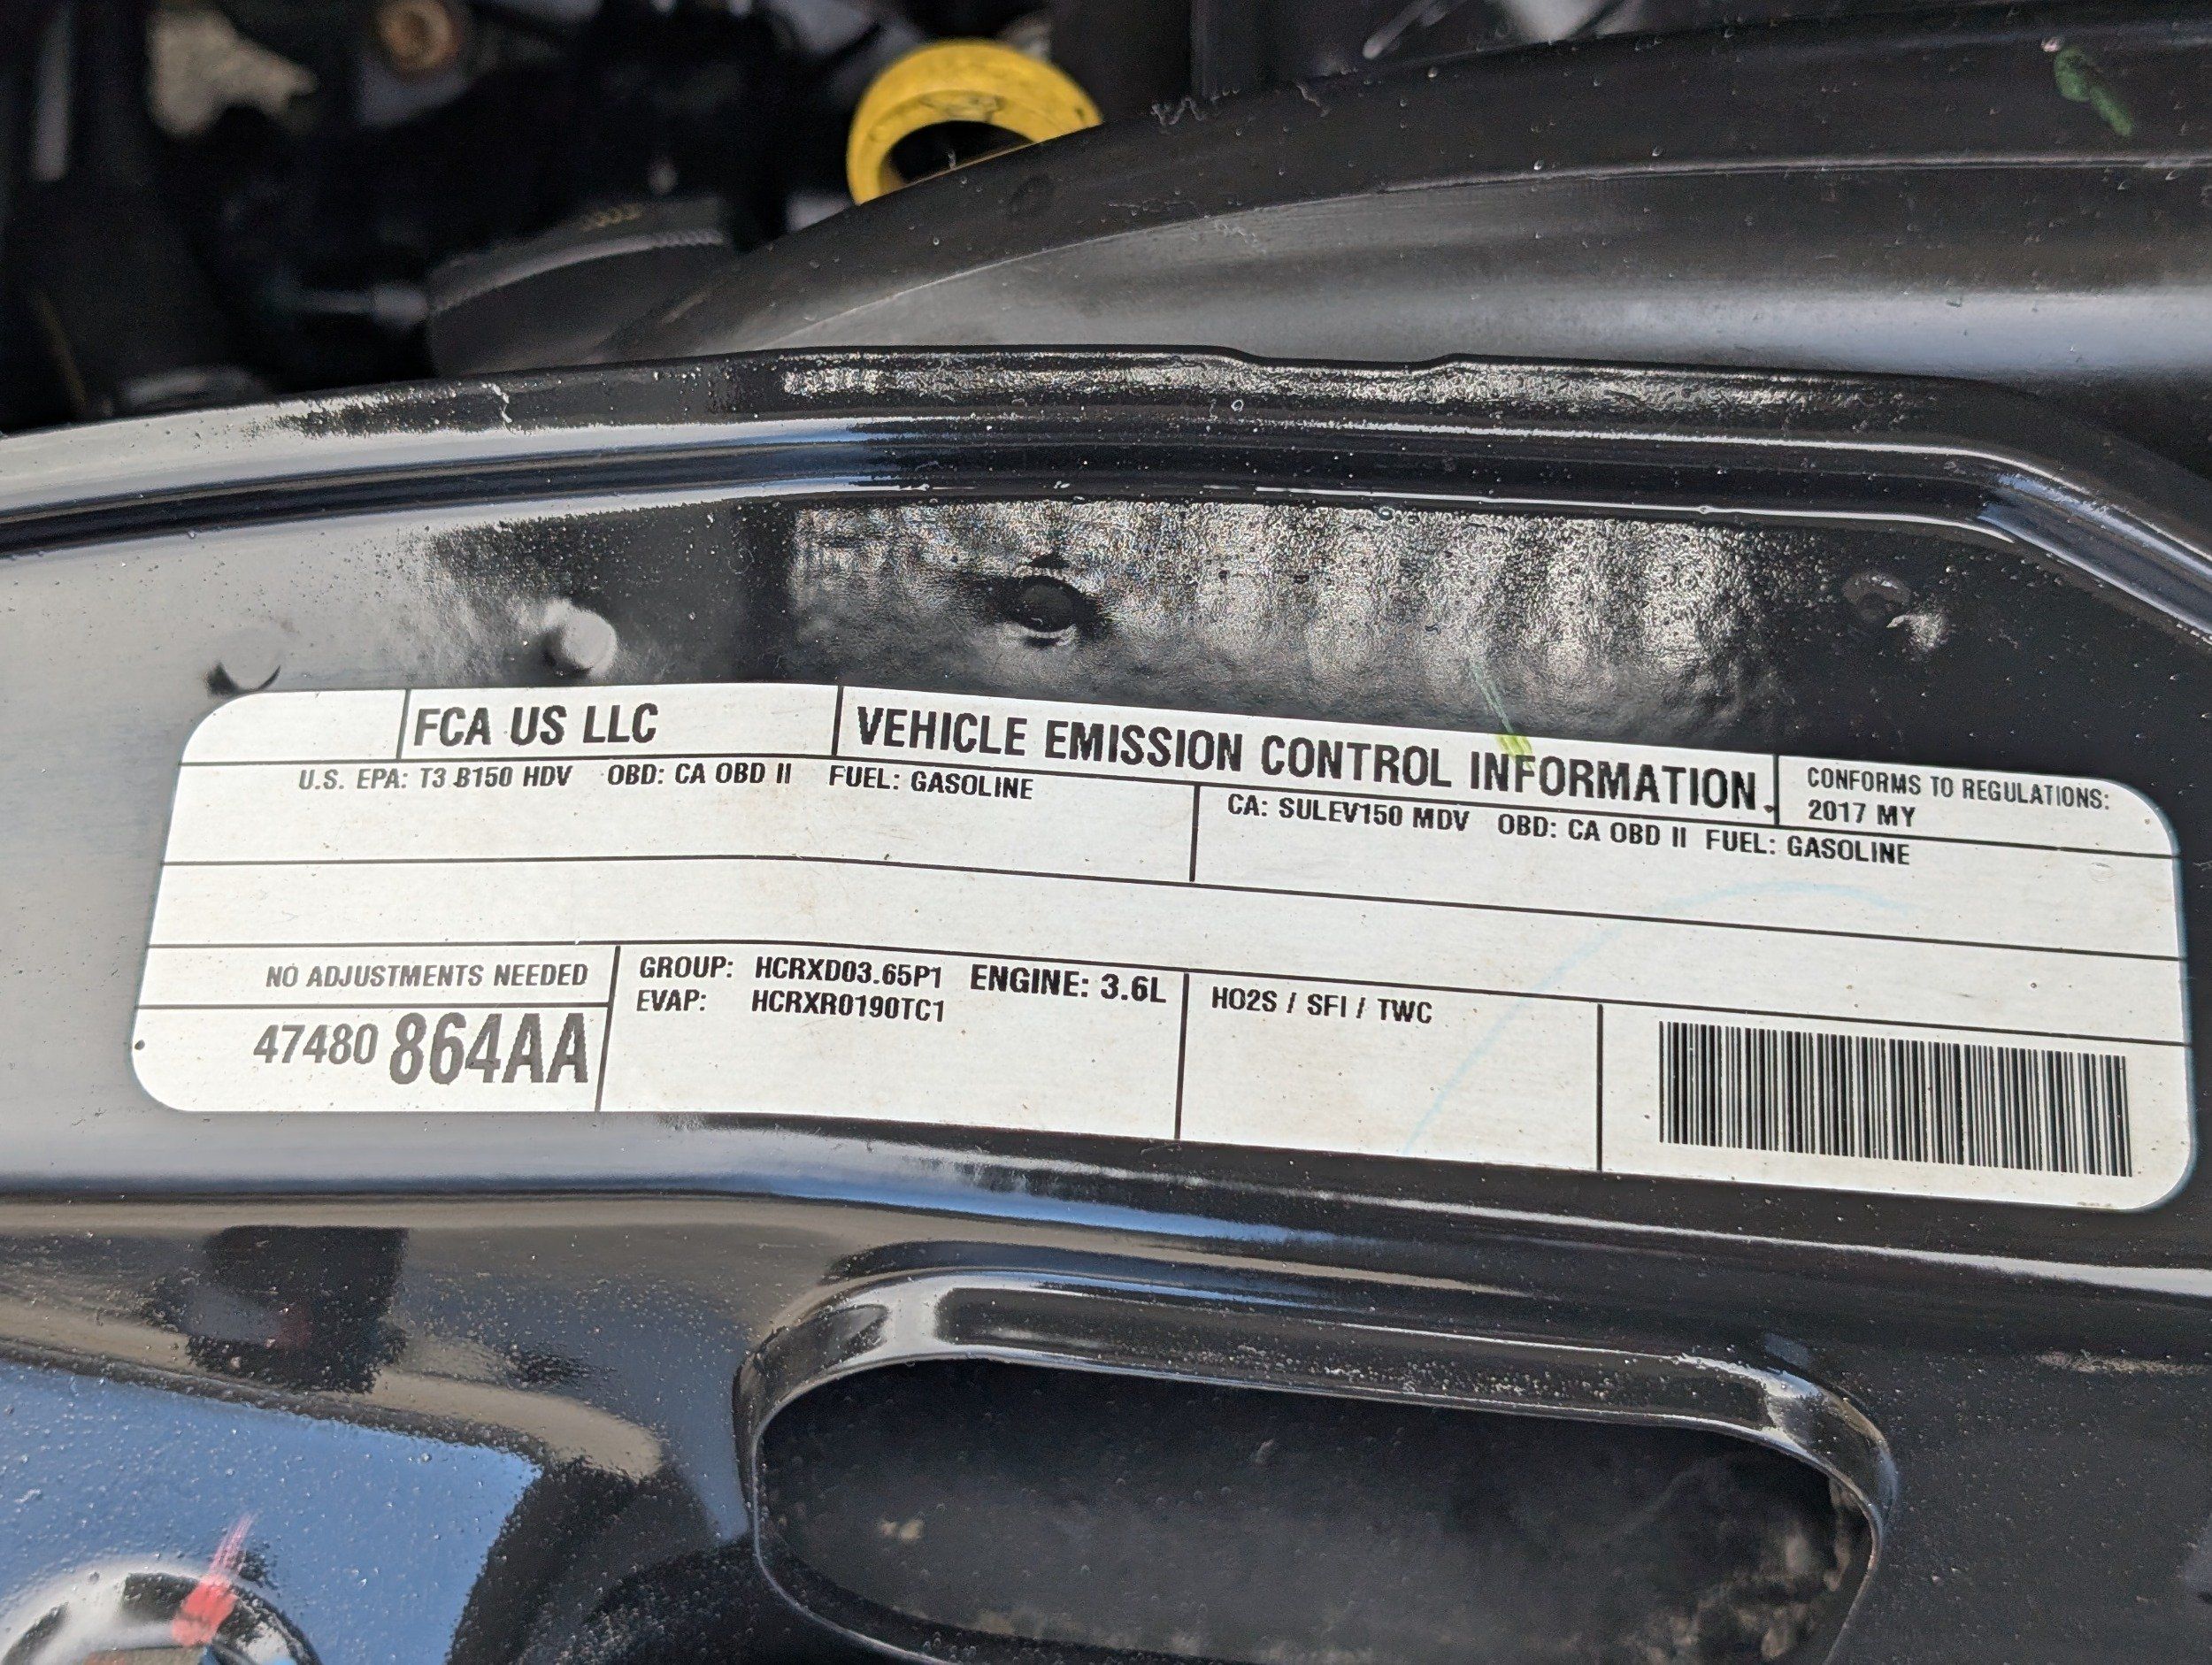 FCA US LLC
VEHICLE EMISSION CONTROL INFORMATION
CONFORMS TO REGULATIONS:
2017 MY
U.S. EPA: T3 B150 HDV OBD: CA OBD II FUEL: GASOLINE
CA: SULEV150 MDV OBD: CA OBD II FUEL: GASOLINE
NO ADJUSTMENTS NEEDED
47480 864AA
GROUP: HCRXD03.65P1 ENGINE: 3.6L
EVAP: HCRXR0190TC1
HO2S / SFI / TWC